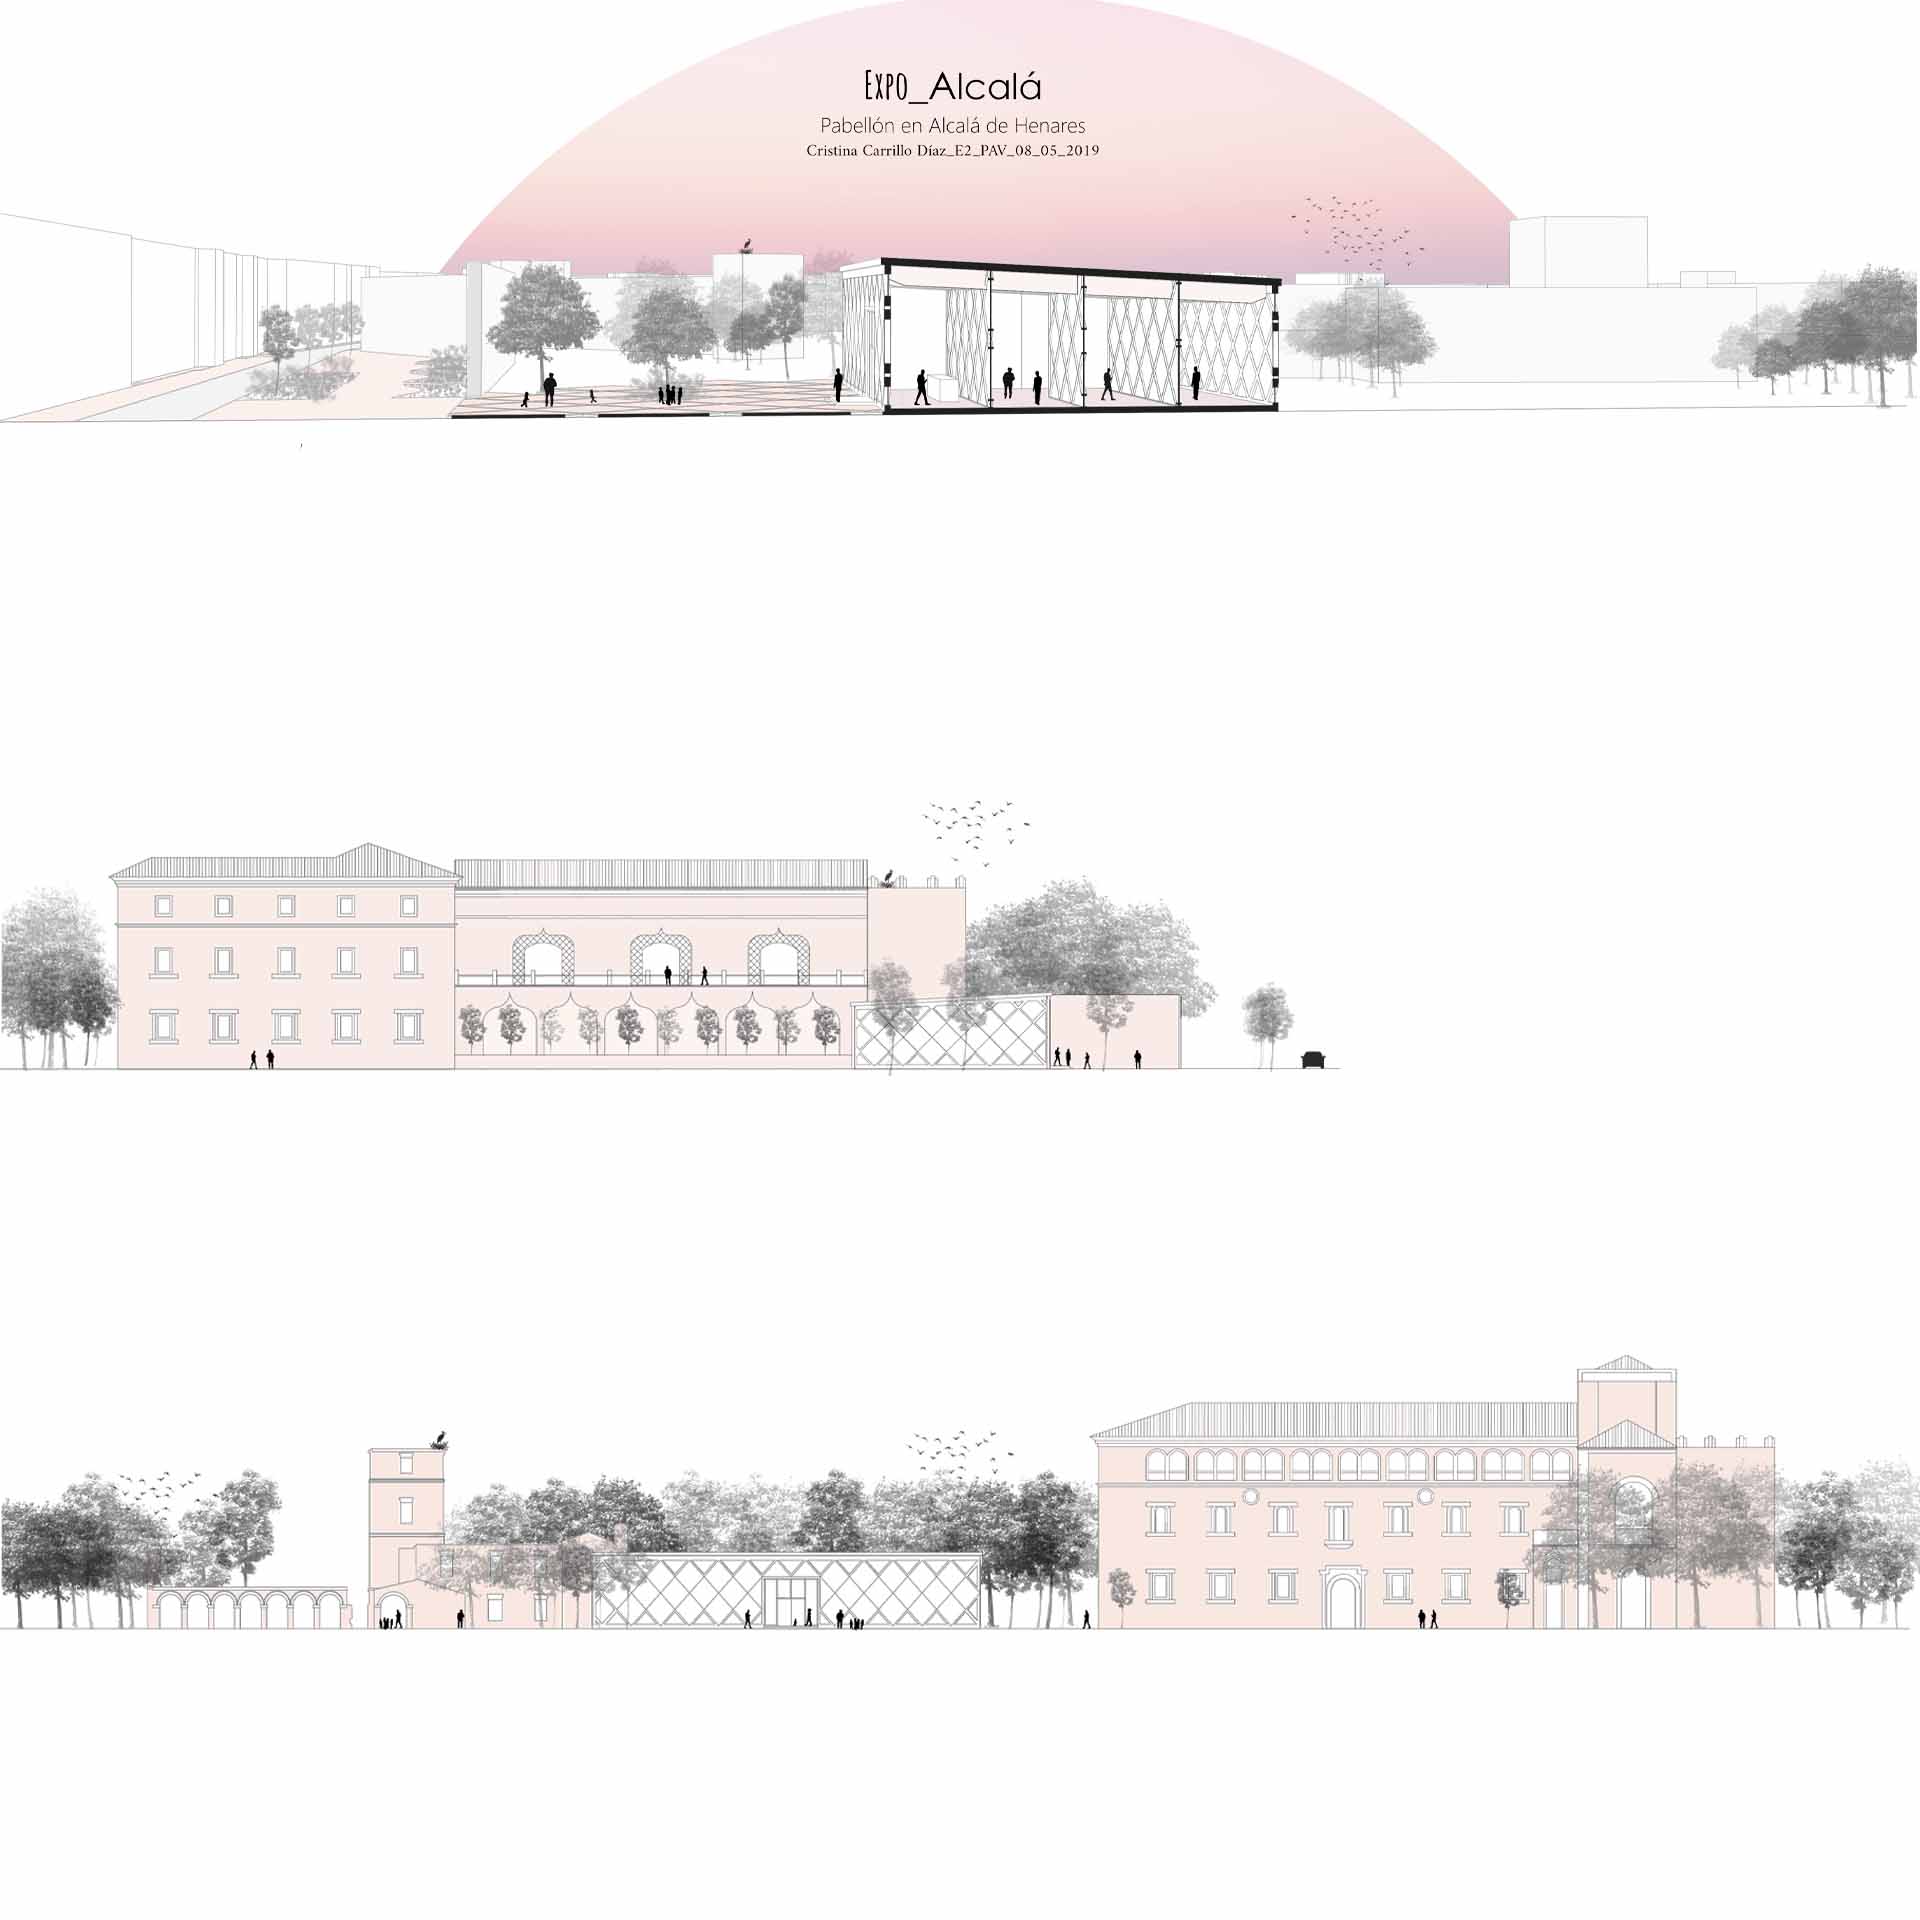 Expo_Alcalá
Pabellón en Alcalá de Henares
Cristina Carrillo Díaz_E2_PAV_08_05_2019